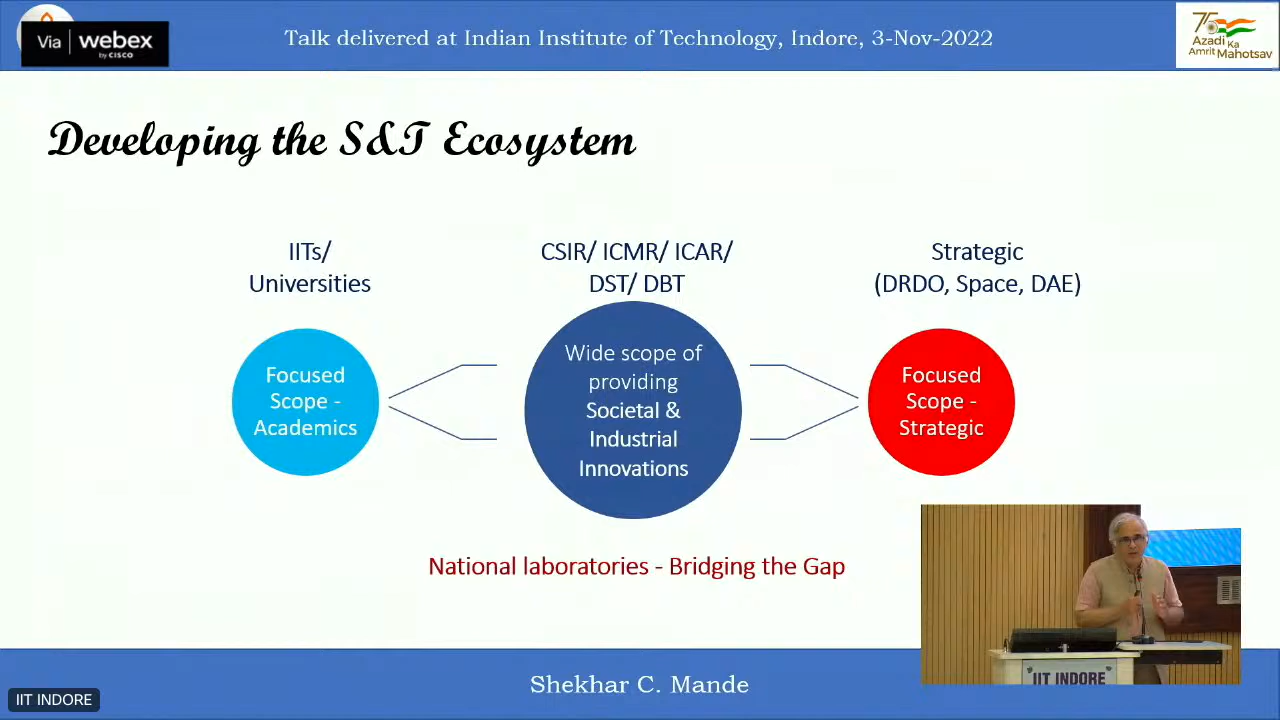 Via webex
by CISCO
Talk delivered at Indian Institute of Technology, Indore, 3-Nov-2022
75
Azadi
Ka
Amrit Mahotsav
Developing the S&T Ecosystem
IITs/
Universities
CSIR/ ICMR/ ICAR/
DST/ DBT
Strategic
(DRDO, Space, DAE)
Focused
Scope -
Academics
Wide scope of
providing
Societal &
Industrial
Innovations
Focused
Scope -
Strategic
National laboratories - Bridging the Gap
IIT INDORE
Shekhar C. Mande
IIT INDORE